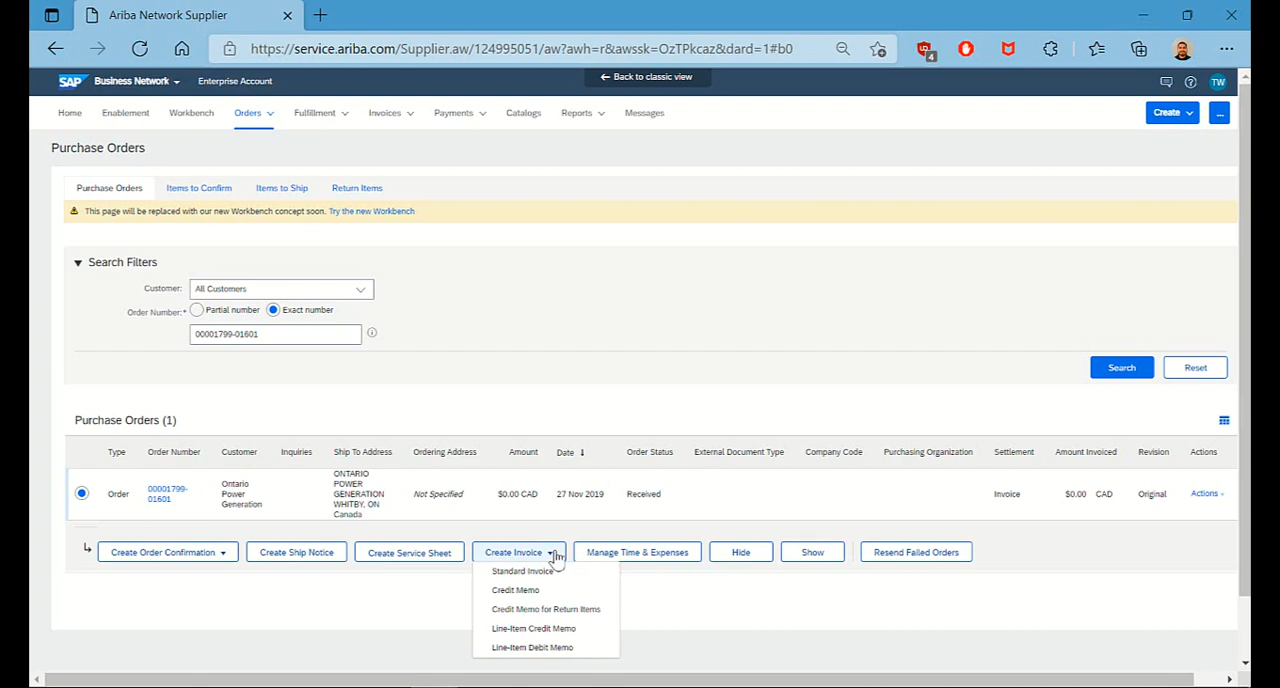 Ariba Network Supplier
https://service.ariba.com/Supplier.aw/124995051/aw?awh=r&awssk=OzTPkcaz&dard=1#b0
4
SAP Business Network Enterprise Account
← Back to classic view
TW
Home Enablement Workbench Orders Fulfillment Invoices Payments Catalogs Reports Messages
Create ...
Purchase Orders
Purchase Orders Items to Confirm Items to Ship Return Items
This page will be replaced with our new Workbench concept soon. Try the new Workbench
Search Filters
Customer: All Customers
Order Number:* Partial number Exact number
00001799-01601
Search Reset
Purchase Orders (1)
Type Order Number Customer Inquiries Ship To Address Ordering Address Amount Date ↓ Order Status External Document Type Company Code Purchasing Organization Settlement Amount Invoiced Revision Actions
Order
00001799-
01601
Ontario
Power
Generation
ONTARIO
POWER
GENERATION
WHITBY, ON
Canada
Not Specified $0.00 CAD 27 Nov 2019 Received Invoice $0.00 CAD Original Actions
Create Order Confirmation Create Ship Notice Create Service Sheet Create Invoice Manage Time & Expenses Hide Show Resend Failed Orders
Standard Invoice
Credit Memo
Credit Memo for Return Items
Line-Item Credit Memo
Line-Item Debit Memo